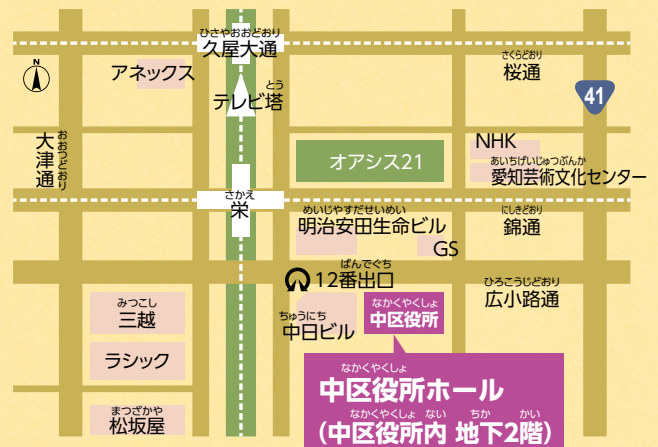 ひさやおおどおり
久屋大通
N
アネックス
とう
テレビ塔
さくらどおり
桜通
41
おおつどおり
大津通
オアシス21
NHK
あいちげいじゅつぶんか
愛知芸術文化センター
さかえ
栄
めいじやすだせいめい
明治安田生命ビル
GS
にしきどおり
錦通
ばんでぐち
12番出口
ひろこうじどおり
広小路通
みつこし
三越
ちゅうにち
中日ビル
なかくやくしょ
中区役所
ラシック
まつざかや
松坂屋
なかくやくしょ
中区役所ホール
なかくやくしょ ない ちか かい
(中区役所内 地下2階)